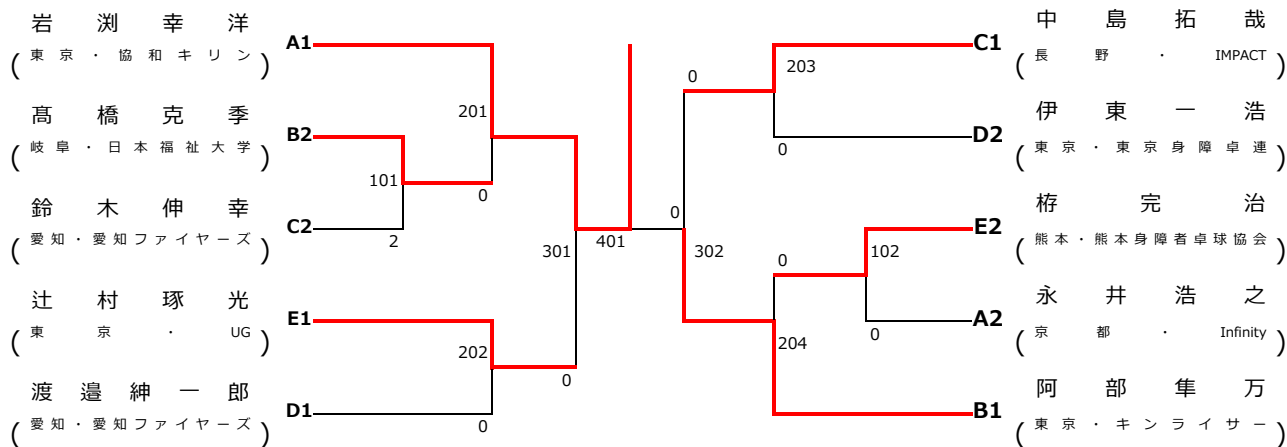 岩渕幸洋
(東京・協和キリン)
A1
髙橋克季
(岐阜・日本福祉大学)
B2
鈴木伸幸
(愛知・愛知ファイヤーズ)
C2
辻村琢光
(東京・UG)
E1
渡邉紳一郎
(愛知・愛知ファイヤーズ)
D1
201
101
0
2
301
202
0
0
401
0
302
0
203
0
0
102
0
204
中島拓哉
(長野・IMPACT)
C1
伊東一浩
(東京・東京身障卓連)
D2
栫完治
(熊本・熊本身障者卓球協会)
E2
永井浩之
(京都・Infinity)
A2
阿部隼万
(東京・キンライサー)
B1